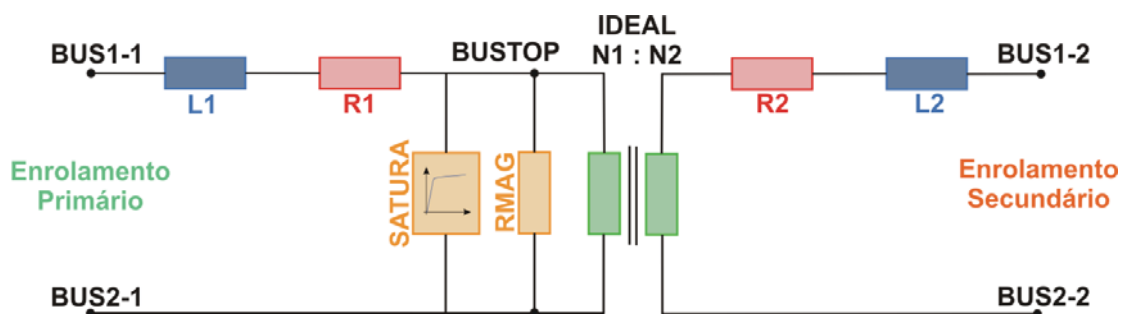 IDEAL
BUS1-1
BUSTOP
N1 : N2
BUS1-2
L1
R1
R2
L2
Enrolamento
Primário
SATURA
RMAG
Enrolamento
Secundário
BUS2-1
BUS2-2